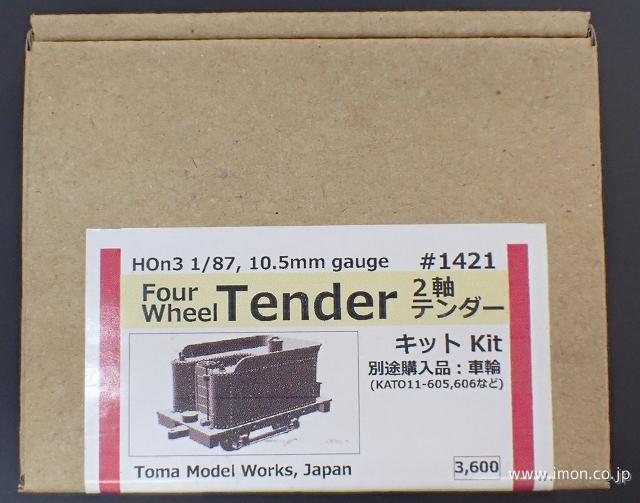 HOn3 1/87, 10.5mm gauge #1421
Four Wheel Tender 2軸テンダー
キット Kit
別途購入品：車輪
(KATO11-605,606など)
Toma Model Works, Japan
3,600
www.imon.co.jp